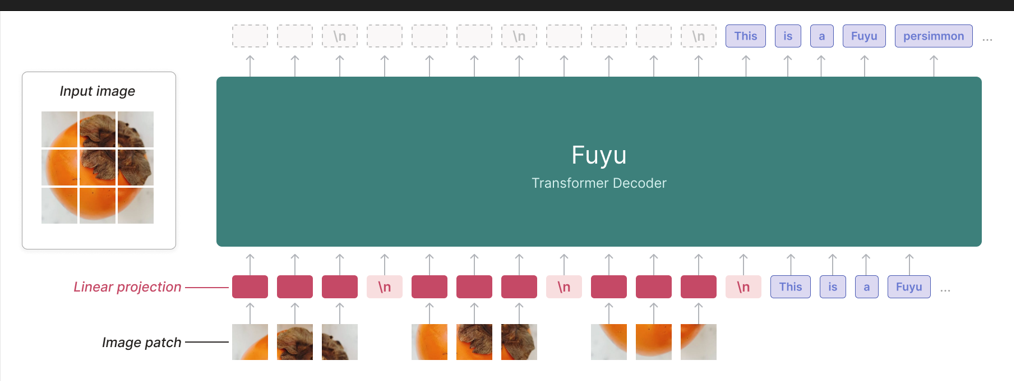 \n \n \n This is a Fuyu persimmon ...
Input image
Fuyu
Transformer Decoder
Linear projection \n \n \n This is a Fuyu ...
Image patch